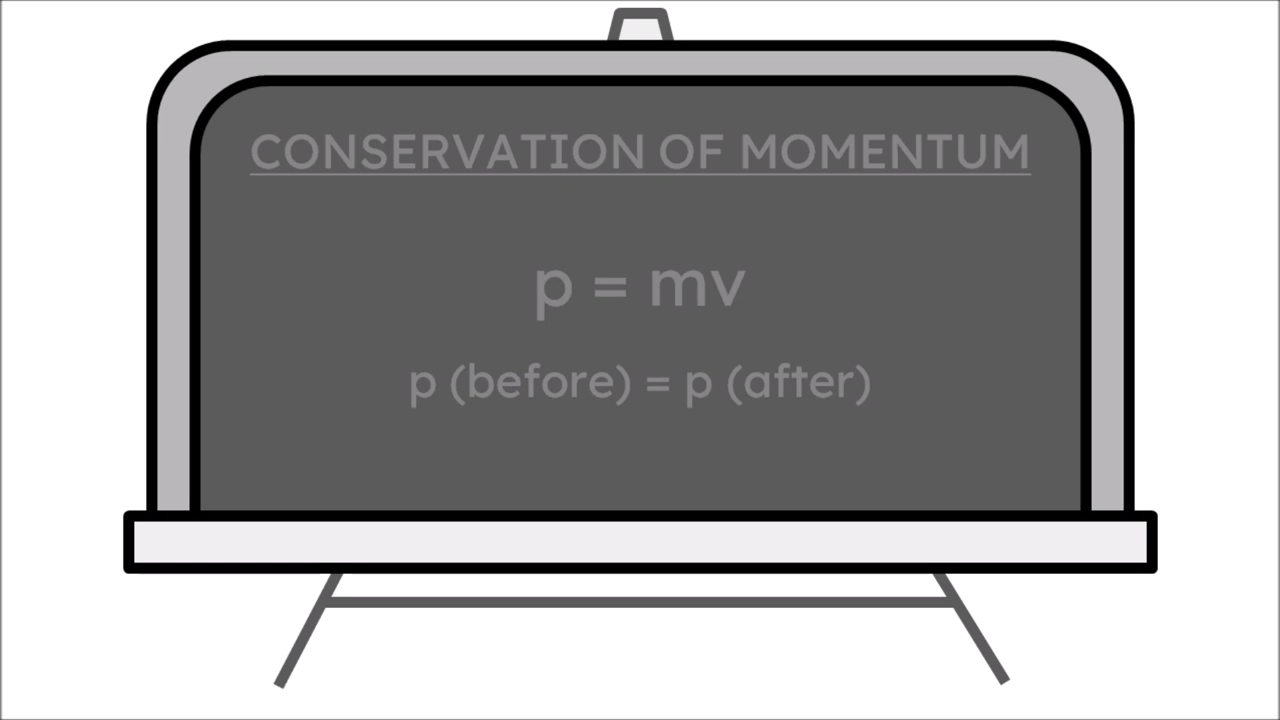 CONSERVATION OF MOMENTUM
p = mv
p (before) = p (after)